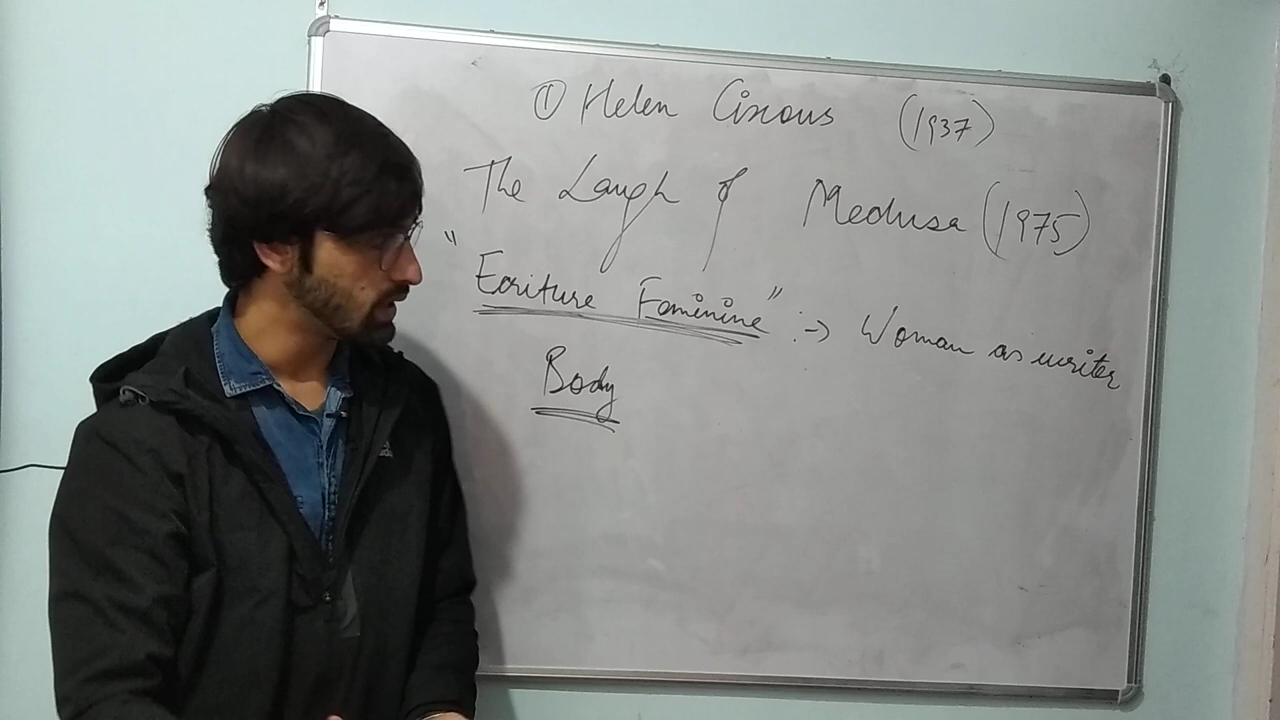 ① Helen Cixous (1937)
The Laugh of Medusa (1975)
"Ecriture Feminine" :→ Woman as writer
Body